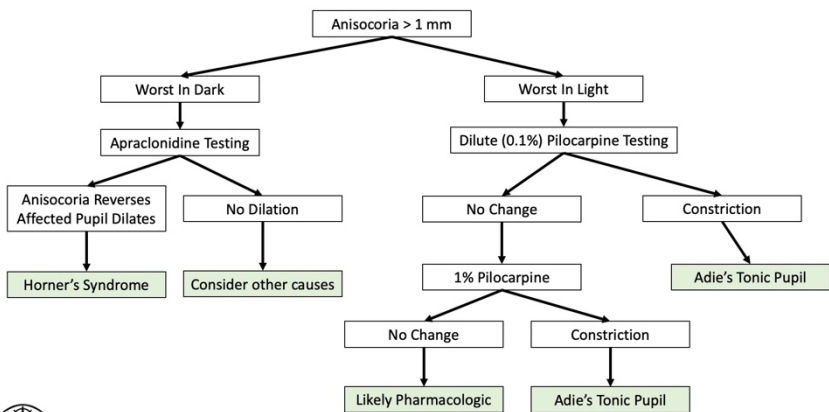 Anisocoria > 1 mm
Worst In Dark
Worst In Light
Apraclonidine Testing
Dilute (0.1%) Pilocarpine Testing
Anisocoria Reverses
Affected Pupil Dilates
No Dilation
No Change
Constriction
Horner's Syndrome
Consider other causes
1% Pilocarpine
Adie's Tonic Pupil
No Change
Constriction
Likely Pharmacologic
Adie's Tonic Pupil